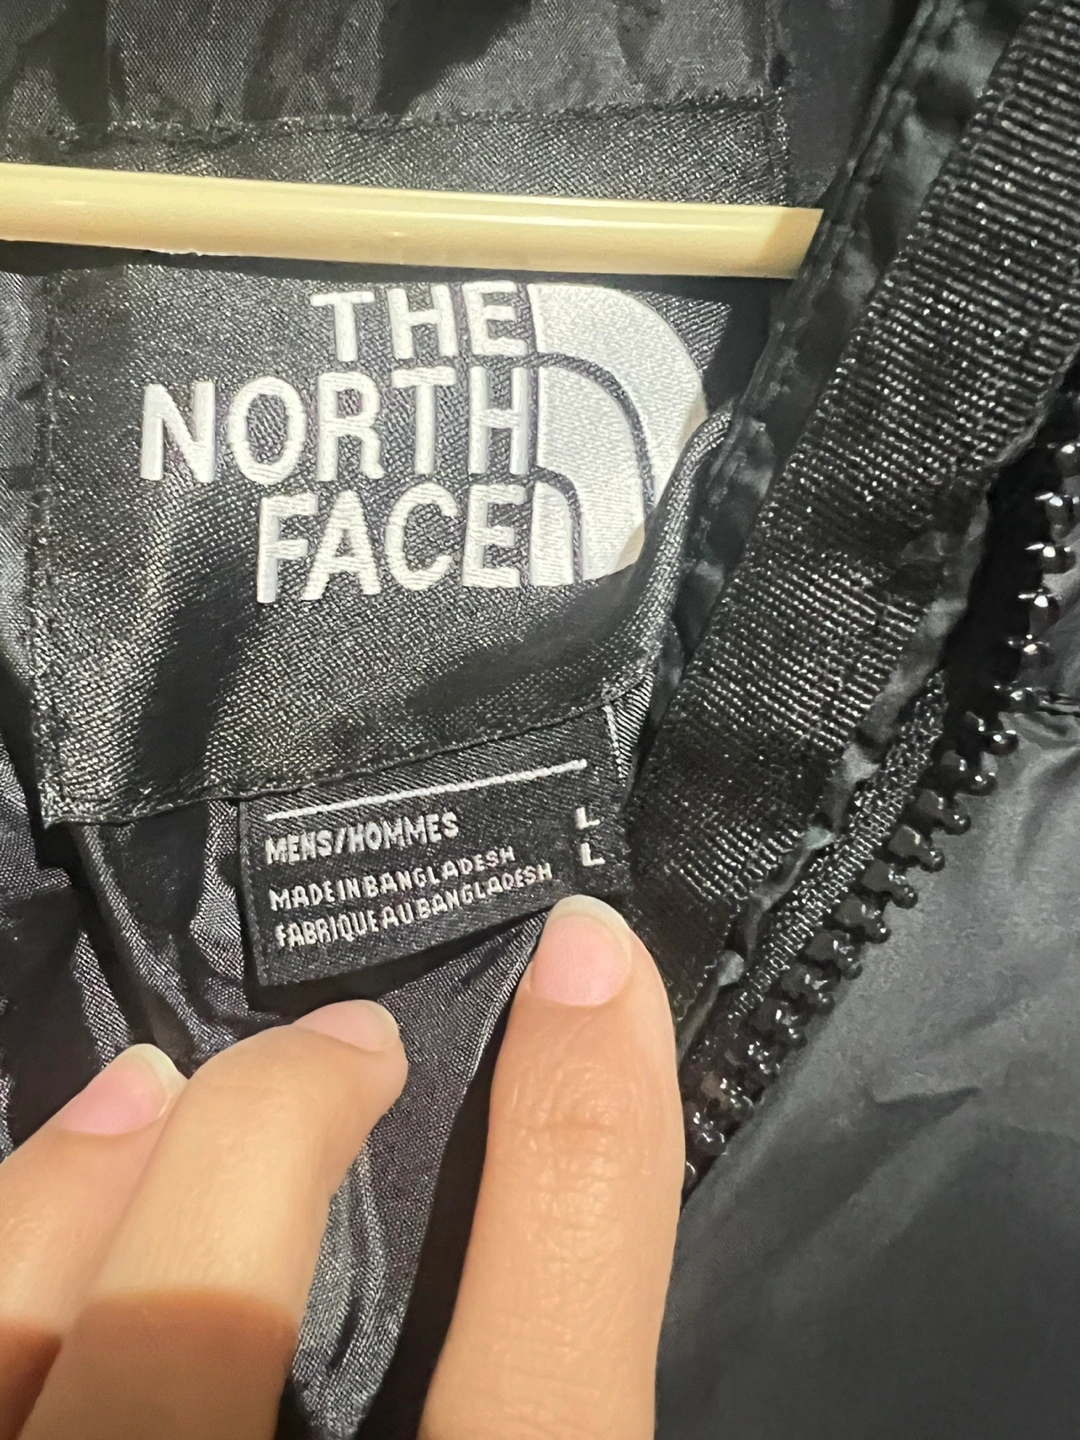 THE
NORTH
FACE
MENS/HOMMES L
MADE IN BANGLADESH L
FABRIQUE AU BANGLADESH